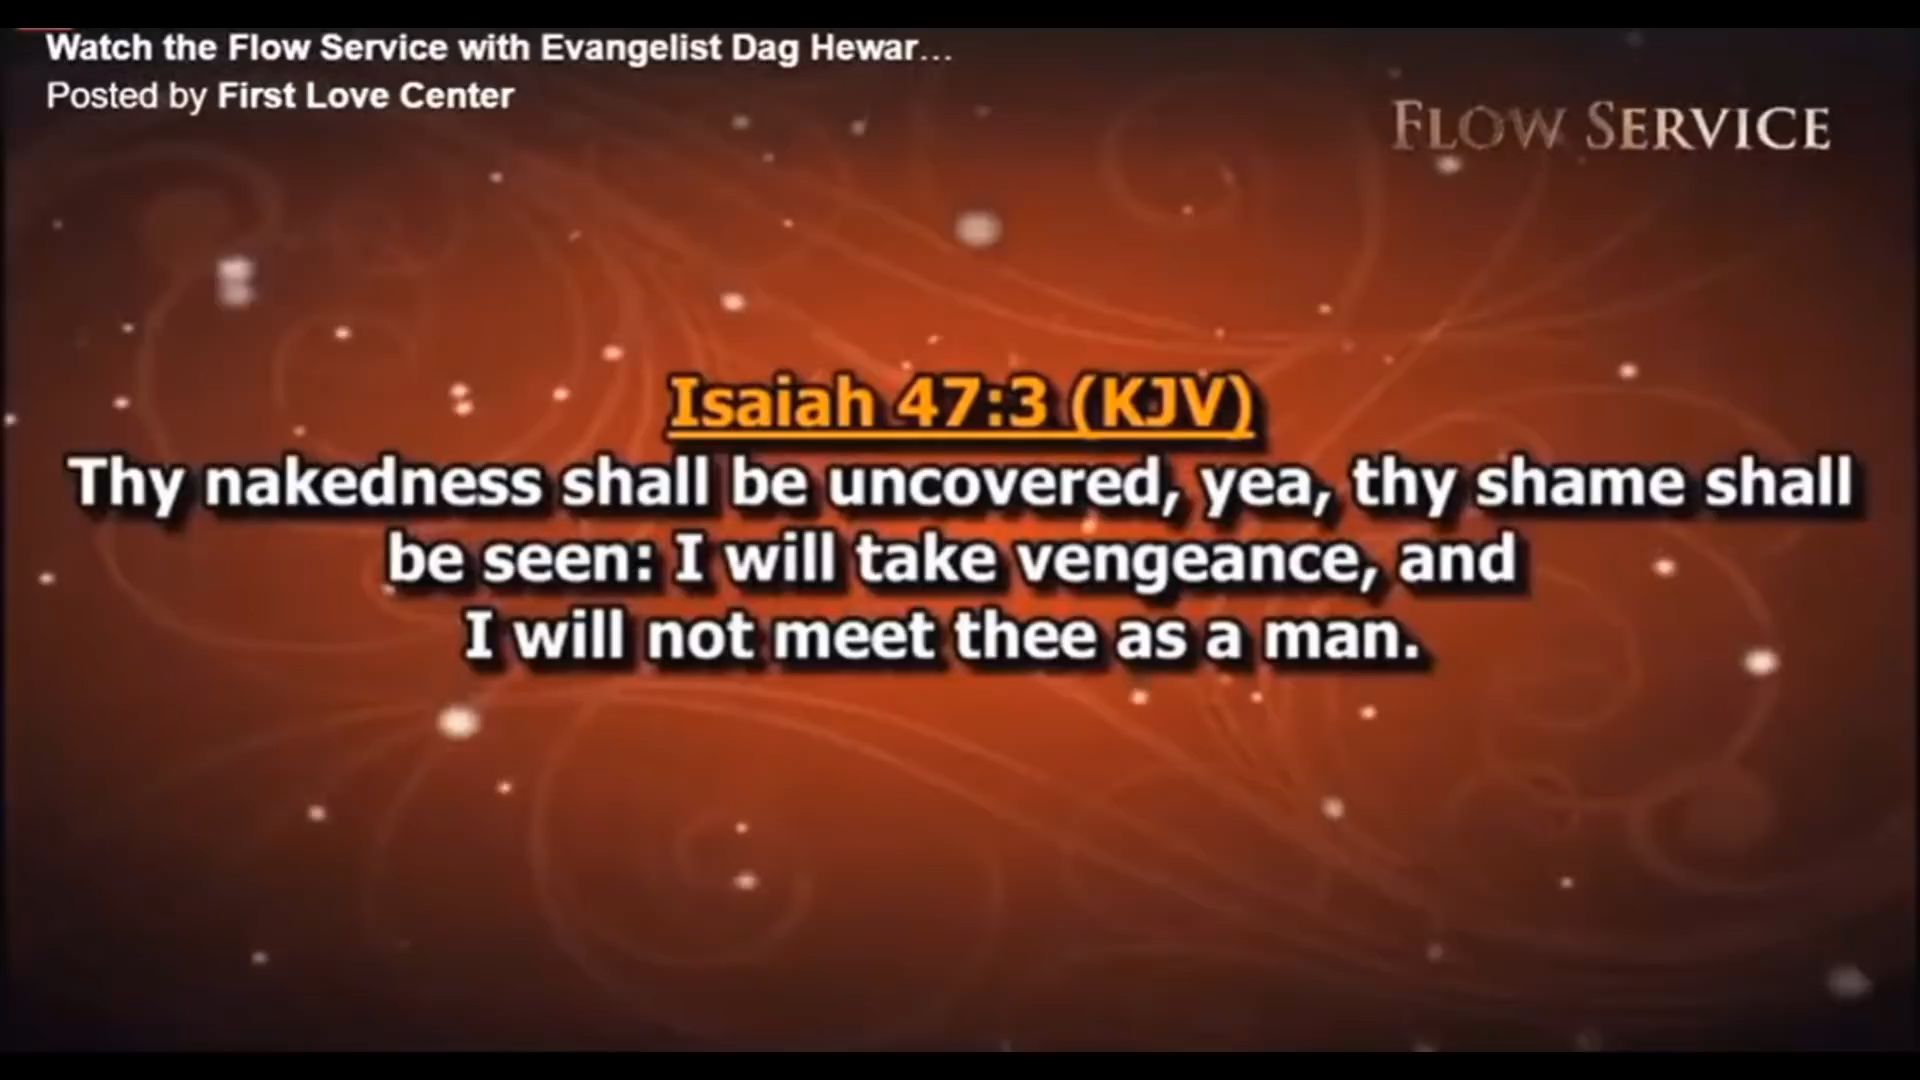 Watch the Flow Service with Evangelist Dag Hewar...
Posted by First Love Center
FLOW SERVICE
Isaiah 47:3 (KJV)
Thy nakedness shall be uncovered, yea, thy shame shall
be seen: I will take vengeance, and
I will not meet thee as a man.